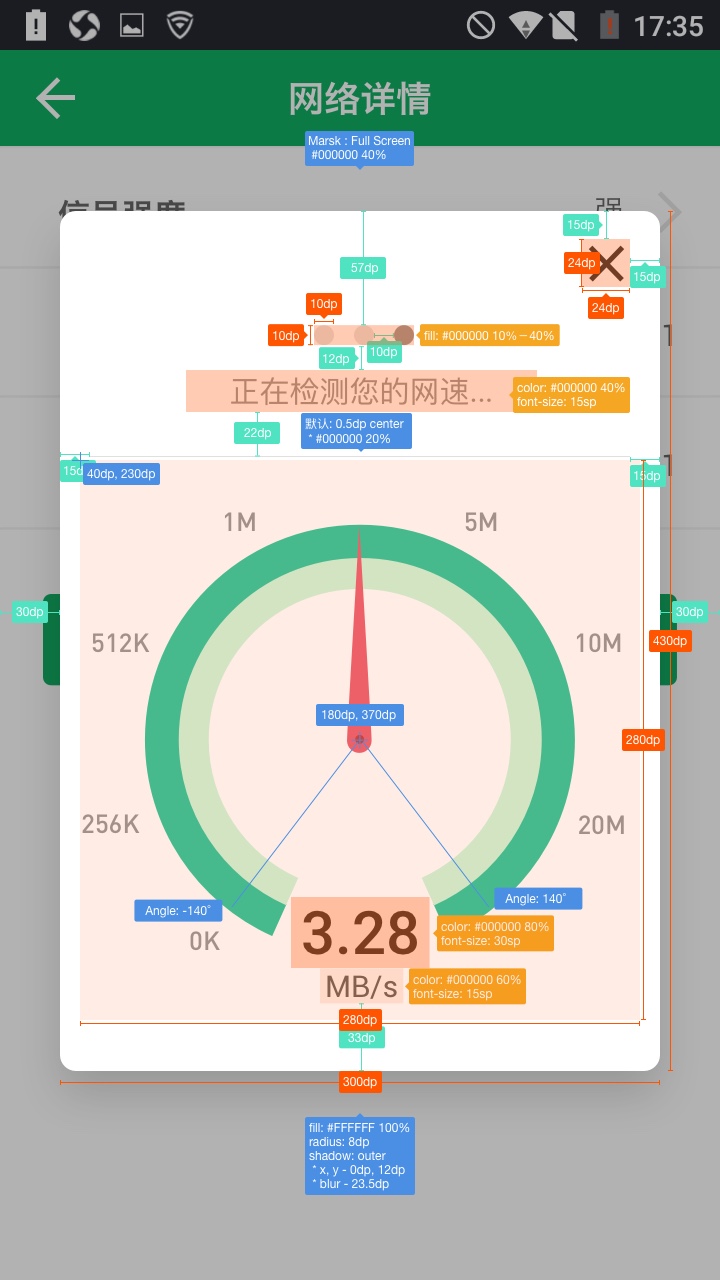 17:35
网络详情
Marsk : Full Screen
#000000 40%
信号强度
强
15dp
57dp
24dp
15dp
24dp
10dp
10dp
fill: #000000 10%－40%
10dp
12dp
正在检测您的网速...
color: #000000 40%
font-size: 15sp
22dp
默认: 0.5dp center
* #000000 20%
15d
40dp, 230dp
15dp
1M
5M
30dp
30dp
512K
10M
430dp
180dp, 370dp
280dp
256K
20M
Angle: -140°
Angle: 140°
0K
3.28
color: #000000 80%
font-size: 30sp
MB/s
color: #000000 60%
font-size: 15sp
280dp
33dp
300dp
fill: #FFFFFF 100%
radius: 8dp
shadow: outer
* x, y - 0dp, 12dp
* blur - 23.5dp